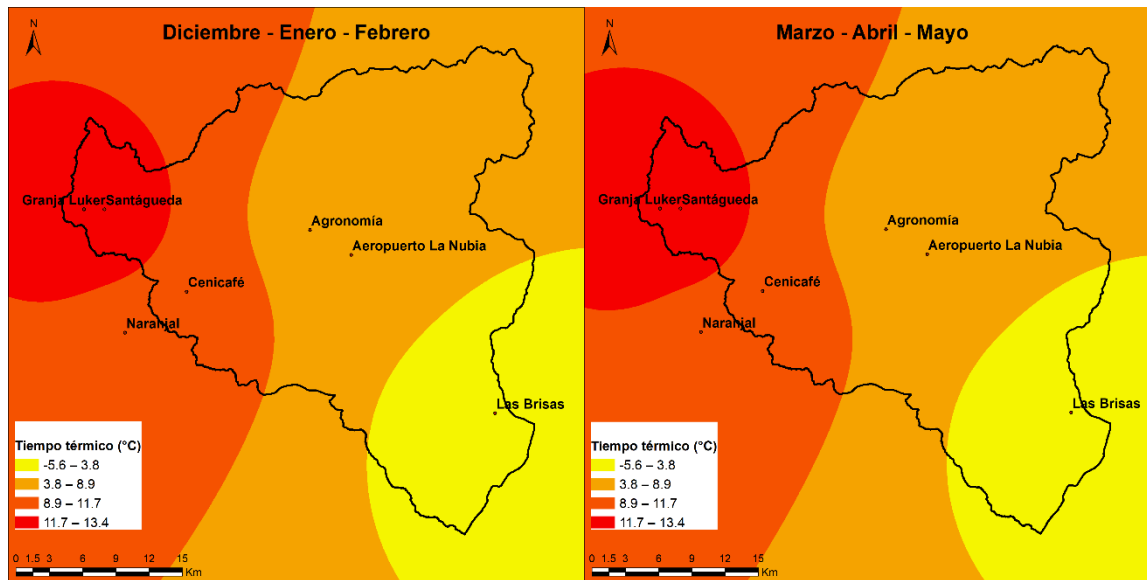 Diciembre - Enero - Febrero
N
Granja Luker Santágueda
Agronomía
Aeropuerto La Nubia
Cenicafé
Naranjal
Las Brisas
Tiempo térmico (°C)
-5.6 – 3.8
3.8 – 8.9
8.9 – 11.7
11.7 – 13.4
0 1.5 3 6 9 12 15
Km
Marzo - Abril - Mayo
N
Granja Luker Santágueda
Agronomía
Aeropuerto La Nubia
Cenicafé
Naranjal
Las Brisas
Tiempo térmico (°C)
-5.6 – 3.8
3.8 – 8.9
8.9 – 11.7
11.7 – 13.4
0 1.5 3 6 9 12 15
Km